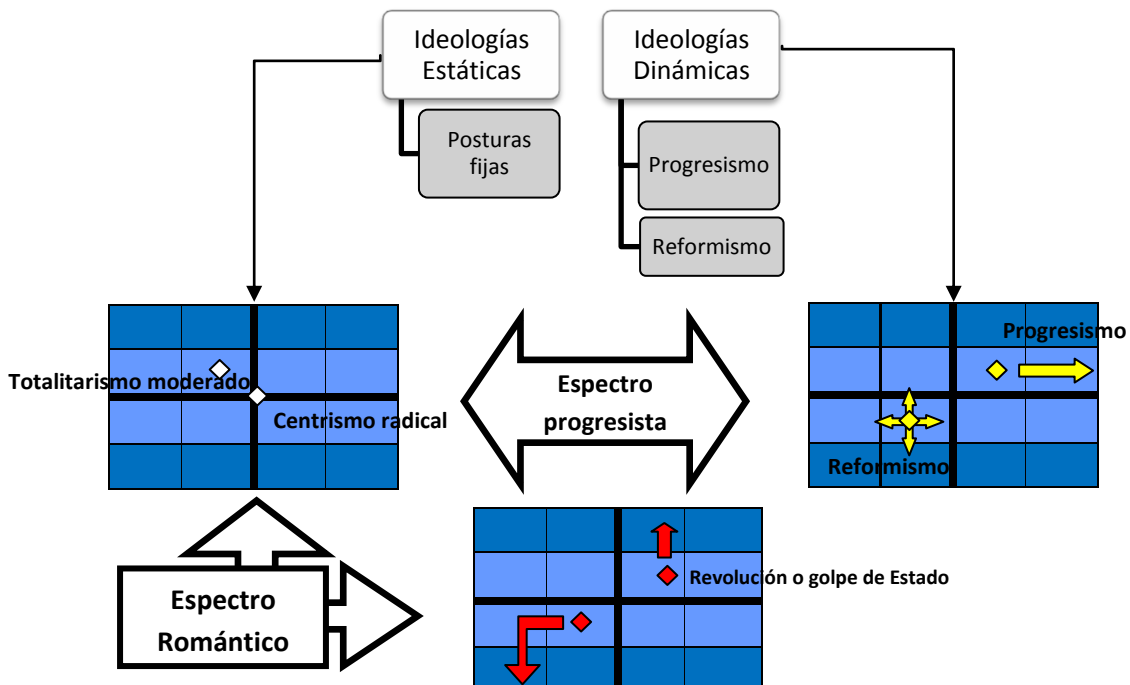 Ideologías
Estáticas
Ideologías
Dinámicas
Posturas
fijas
Progresismo
Reformismo
Totalitarismo moderado
Centrismo radical
Espectro
progresista
Progresismo
Reformismo
Espectro
Romántico
Revolución o golpe de Estado